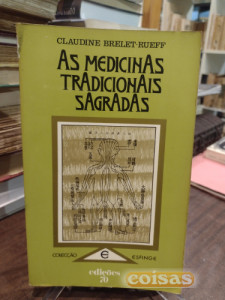 CLAUDINE BRELET-RUEFF
AS MEDICINAS
TRADICIONAIS
SAGRADAS
COLECÇÃO e ESFINGE
edições
70
coisas